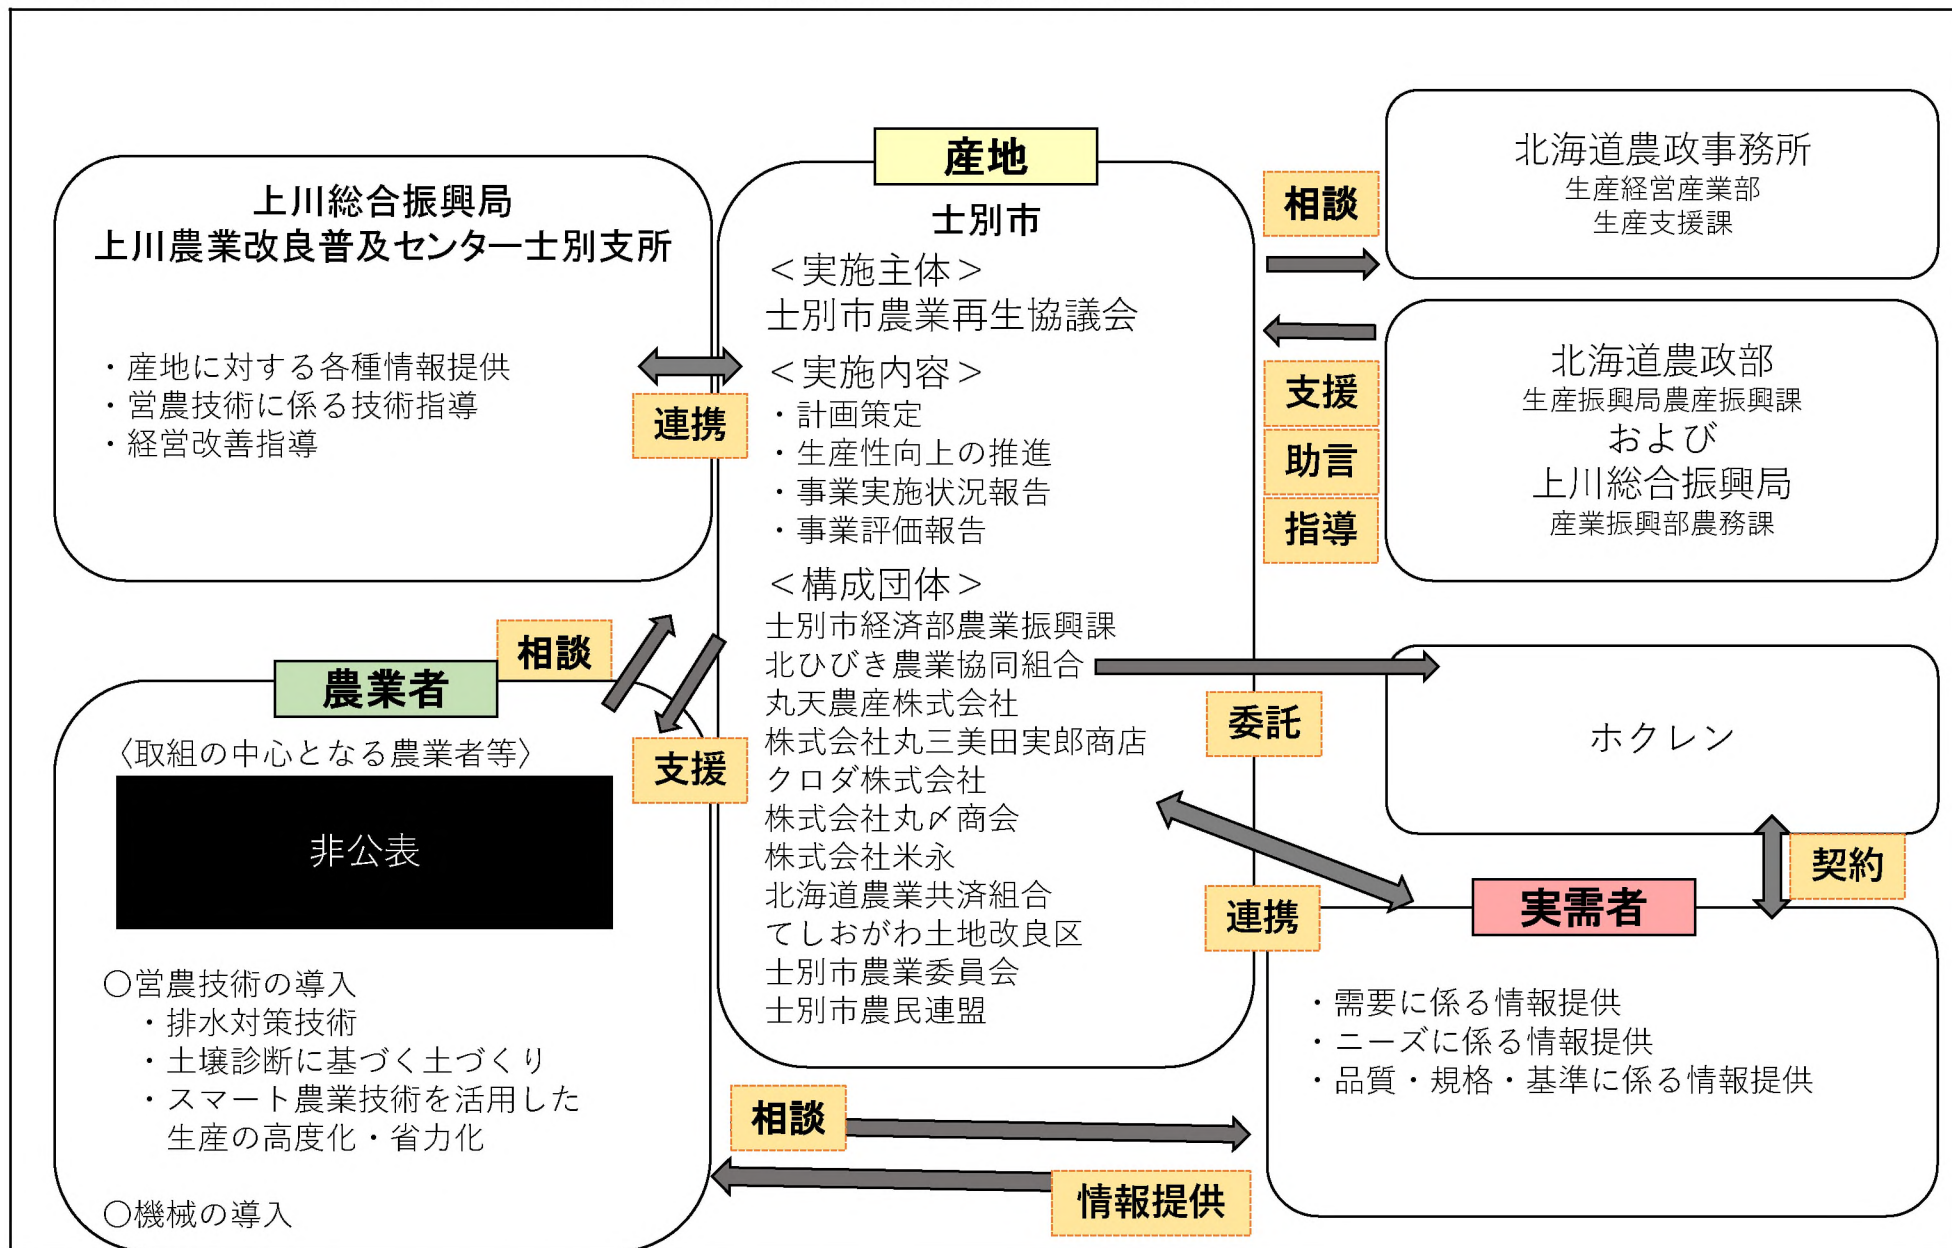 上川総合振興局
上川農業改良普及センター士別支所
・産地に対する各種情報提供
・営農技術に係る技術指導
・経営改善指導
連携
産地
士別市
＜実施主体＞
士別市農業再生協議会
＜実施内容＞
・計画策定
・生産性向上の推進
・事業実施状況報告
・事業評価報告
＜構成団体＞
士別市経済部農業振興課
北ひびき農業協同組合
丸天農産株式会社
株式会社丸三美田実郎商店
クロダ株式会社
株式会社丸〆商会
株式会社米永
北海道農業共済組合
てしおがわ土地改良区
士別市農業委員会
士別市農民連盟
相談
北海道農政事務所
生産経営産業部
生産支援課
支援
助言
指導
北海道農政部
生産振興局農産振興課
および
上川総合振興局
産業振興部農務課
相談
支援
農業者
〈取組の中心となる農業者等〉
非公表
○営農技術の導入
・排水対策技術
・土壌診断に基づく土づくり
・スマート農業技術を活用した
生産の高度化・省力化
○機械の導入
委託
ホクレン
契約
連携
実需者
・需要に係る情報提供
・ニーズに係る情報提供
・品質・規格・基準に係る情報提供
相談
情報提供